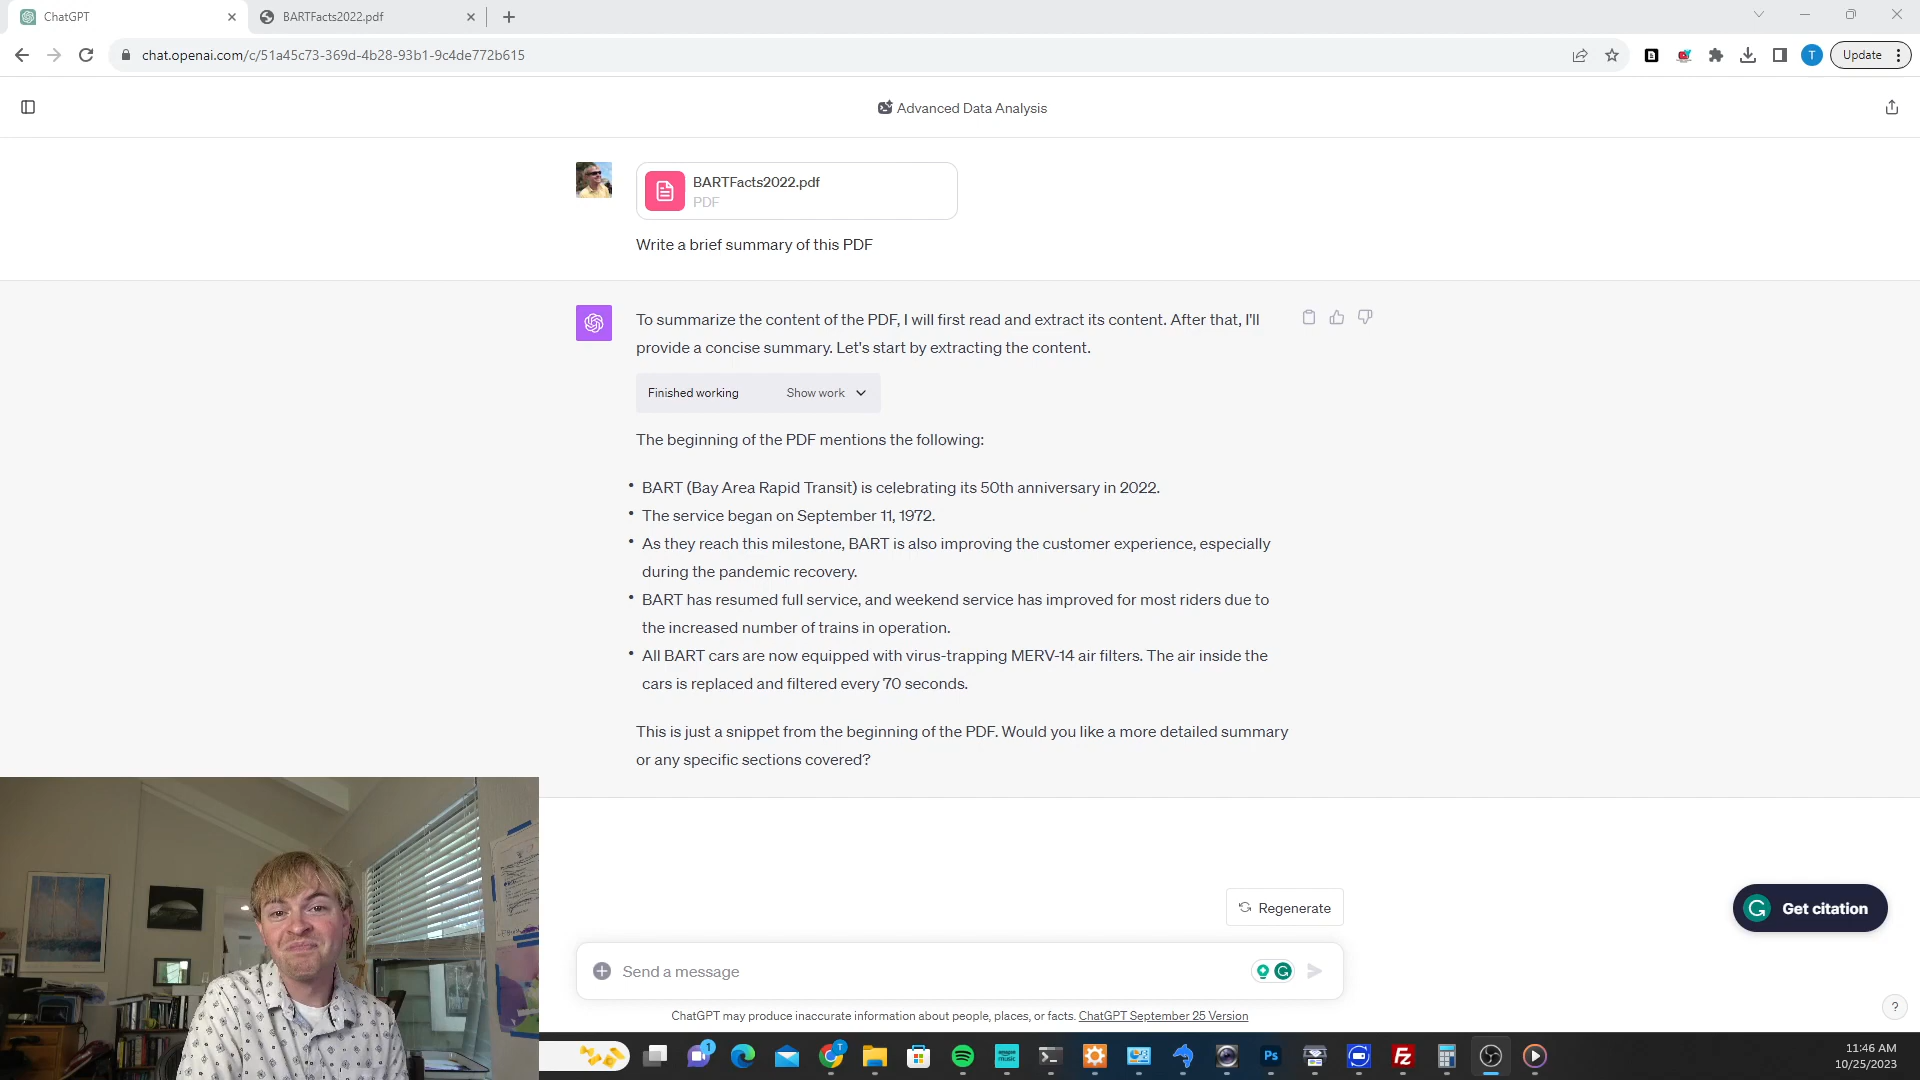 ChatGPT
BARTFacts2022.pdf
chat.openai.com/c/51a45c73-369d-4b28-93b1-9c4de772b615
T
Update
Advanced Data Analysis
BARTFacts2022.pdf
PDF
Write a brief summary of this PDF
To summarize the content of the PDF, I will first read and extract its content. After that, I'll
provide a concise summary. Let's start by extracting the content.
Finished working Show work
The beginning of the PDF mentions the following:
• BART (Bay Area Rapid Transit) is celebrating its 50th anniversary in 2022.
• The service began on September 11, 1972.
• As they reach this milestone, BART is also improving the customer experience, especially
during the pandemic recovery.
• BART has resumed full service, and weekend service has improved for most riders due to
the increased number of trains in operation.
• All BART cars are now equipped with virus-trapping MERV-14 air filters. The air inside the
cars is replaced and filtered every 70 seconds.
This is just a snippet from the beginning of the PDF. Would you like a more detailed summary
or any specific sections covered?
Regenerate
Get citation
Send a message
?
ChatGPT may produce inaccurate information about people, places, or facts. ChatGPT September 25 Version
1
T
amazon
music
Ps
Fz
11:46 AM
10/25/2023